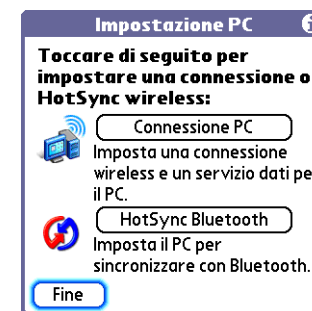 Impostazione PC
Toccare di seguito per
impostare una connessione o
HotSync wireless:
Connessione PC
Imposta una connessione
wireless e un servizio dati pe
il PC.
HotSync Bluetooth
Imposta il PC per
sincronizzare con Bluetooth.
Fine